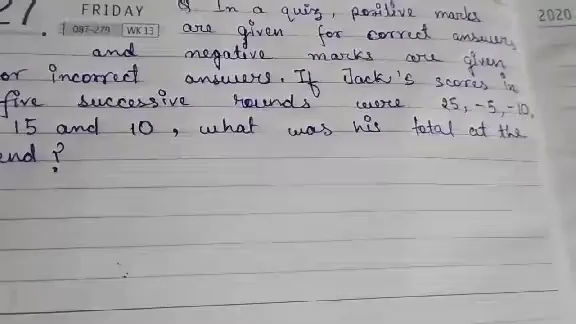 27. FRIDAY 2020
087-279 WK 13
Q In a quiz, positive marks
are given for correct answers
and negative marks are given
or incorrect answers. If Jack's scores in
five successive rounds were 25, -5, -10,
15 and 10, what was his total at the
end ?